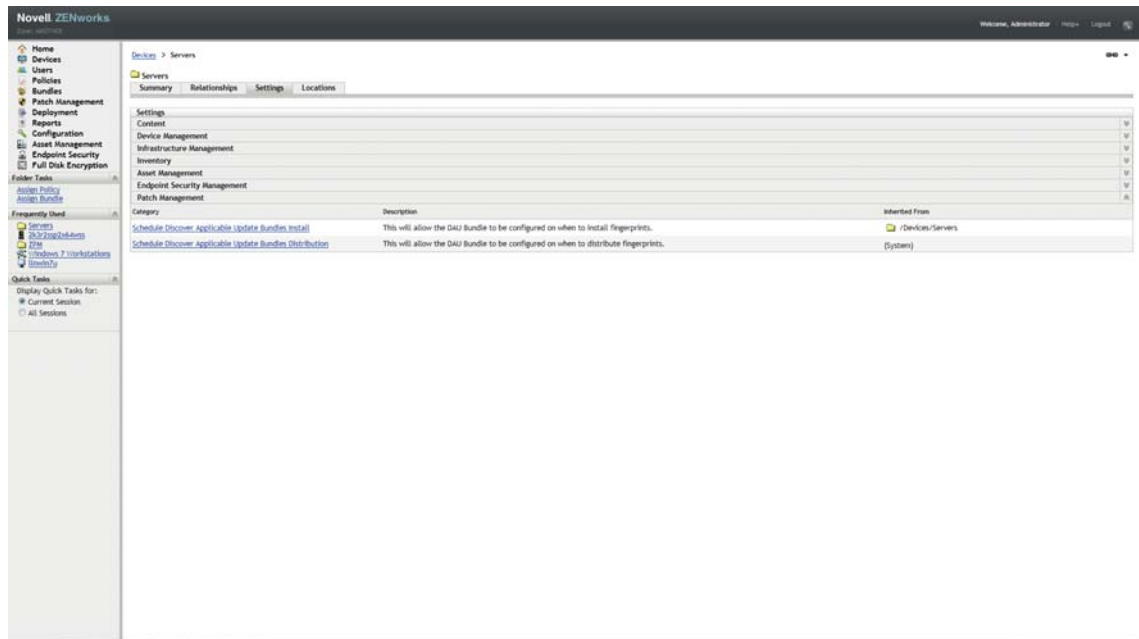 Novell ZENworks
Welcome, Administrator Help Logout
Home
Devices
Users
Policies
Bundles
Patch Management
Deployment
Reports
Configuration
Asset Management
Endpoint Security
Full Disk Encryption
Folder Tasks
Assign Policy
Assign Bundle
Frequently Used
Servers
ZPM
Windows 7 Workstations
Quick Tasks
Display Quick Tasks for:
Current Session
All Sessions
Devices > Servers
Servers
Summary Relationships Settings Locations
Settings
Content
Device Management
Infrastructure Management
Inventory
Asset Management
Endpoint Security Management
Patch Management
Category Description Inherited From
Schedule Discover Applicable Update Bundles Install This will allow the DAU Bundle to be configured on when to install fingerprints. /Devices/Servers
Schedule Discover Applicable Update Bundles Distribution This will allow the DAU Bundle to be configured on when to distribute fingerprints. (System)